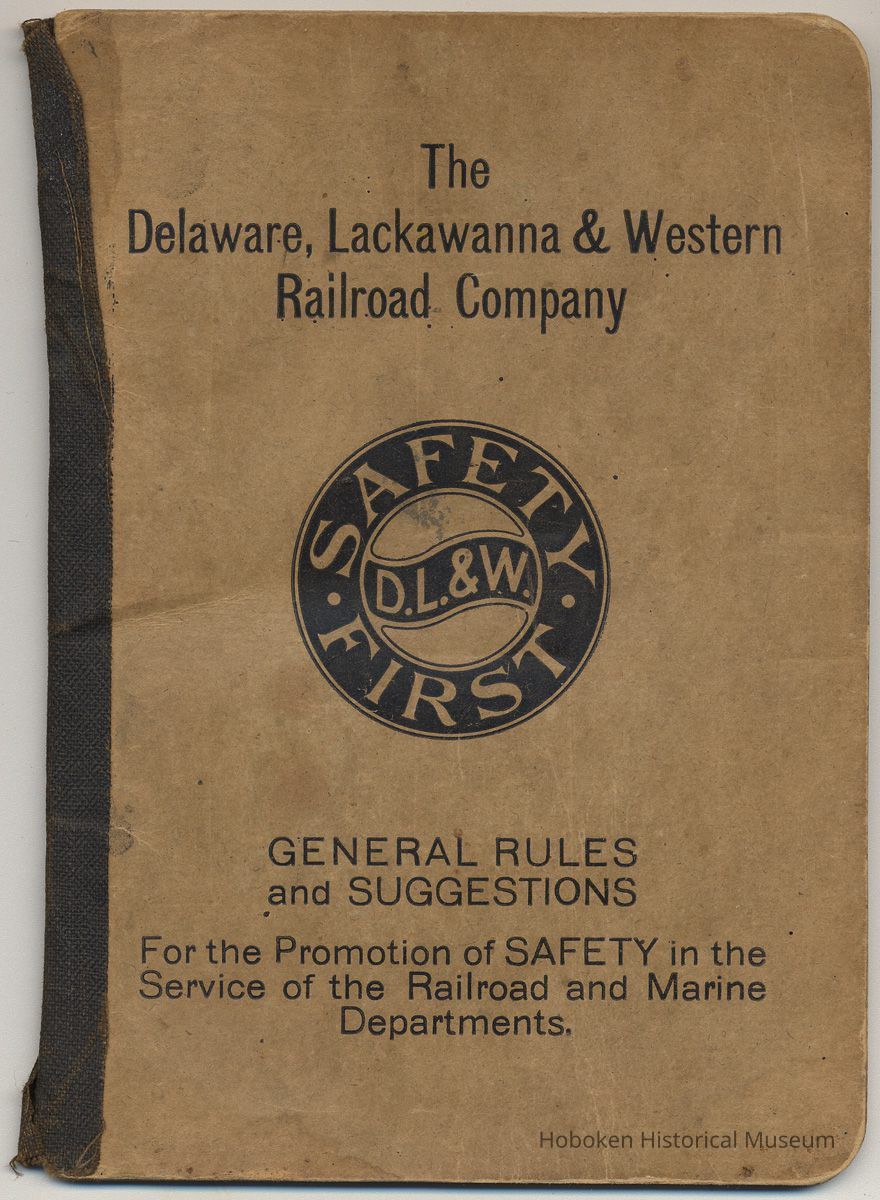 The
Delaware, Lackawanna & Western
Railroad Company
SAFETY
D.L.&W.
FIRST
GENERAL RULES
and SUGGESTIONS
For the Promotion of SAFETY in the
Service of the Railroad and Marine
Departments.
Hoboken Historical Museum